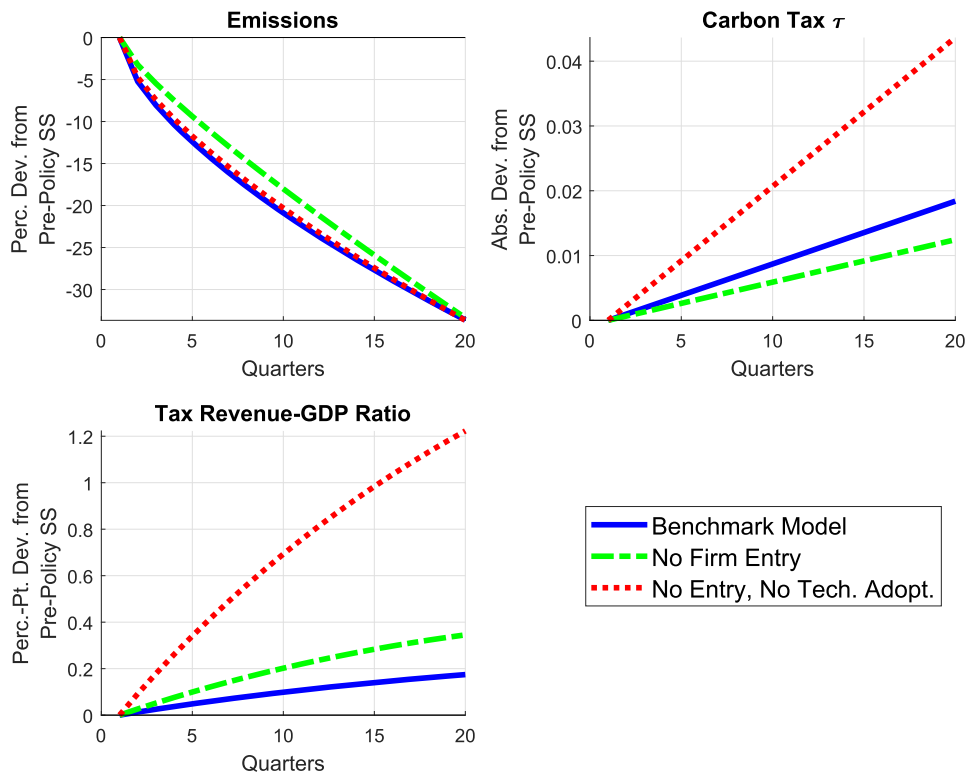 Emissions
Perc. Dev. from
Pre-Policy SS
0
-5
-10
-15
-20
-25
-30
0 5 10 15 20
Quarters
Carbon Tax τ
Abs. Dev. from
Pre-Policy SS
0.04
0.03
0.02
0.01
0
0 5 10 15 20
Quarters
Tax Revenue-GDP Ratio
Perc.-Pt. Dev. from
Pre-Policy SS
1.2
1
0.8
0.6
0.4
0.2
0
0 5 10 15 20
Quarters
Benchmark Model
No Firm Entry
No Entry, No Tech. Adopt.